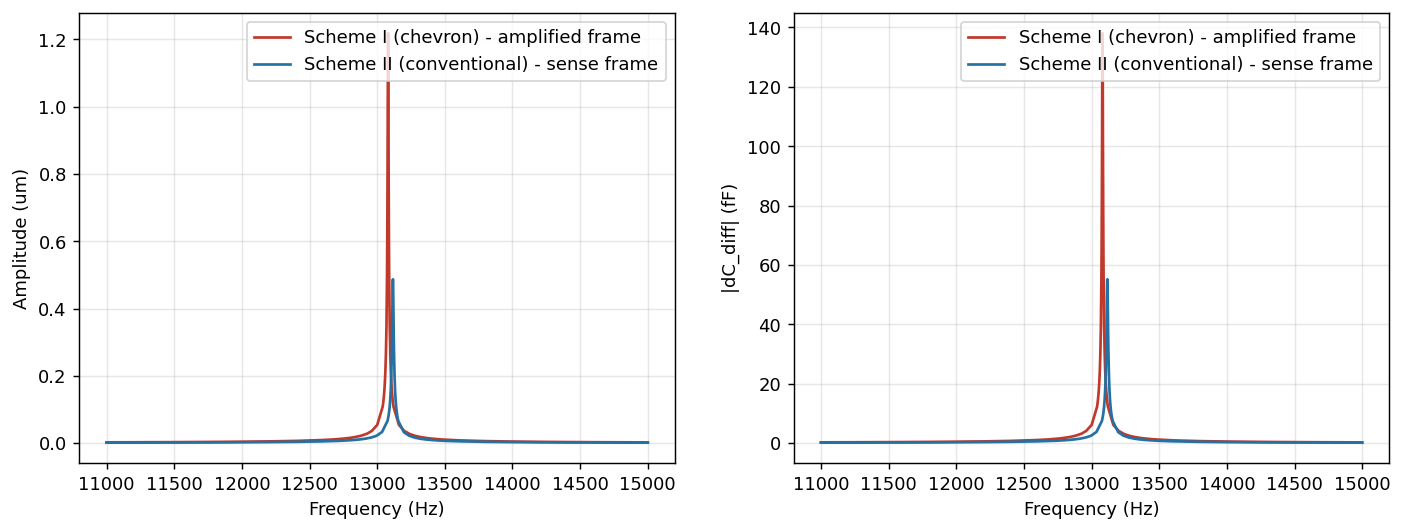 Scheme I (chevron) - amplified frame
Scheme II (conventional) - sense frame
Amplitude (um)
1.2
1.0
0.8
0.6
0.4
0.2
0.0
11000 11500 12000 12500 13000 13500 14000 14500 15000
Frequency (Hz)
Scheme I (chevron) - amplified frame
Scheme II (conventional) - sense frame
|dC_diff| (fF)
140
120
100
80
60
40
20
0
11000 11500 12000 12500 13000 13500 14000 14500 15000
Frequency (Hz)